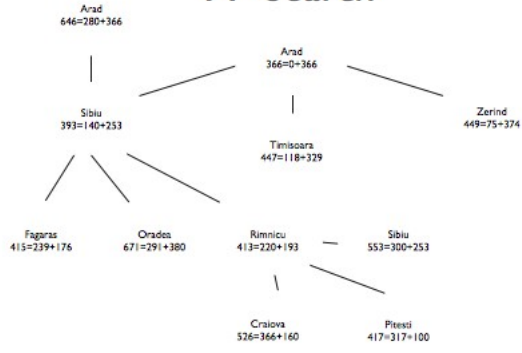 A* Search
Arad
646=280+366
Arad
366=0+366
Sibiu
393=140+253
Timisoara
447=118+329
Zerind
449=75+374
Fagaras
415=239+176
Oradea
671=291+380
Rimnicu
413=220+193
Sibiu
553=300+253
Craiova
526=366+160
Pitesti
417=317+100